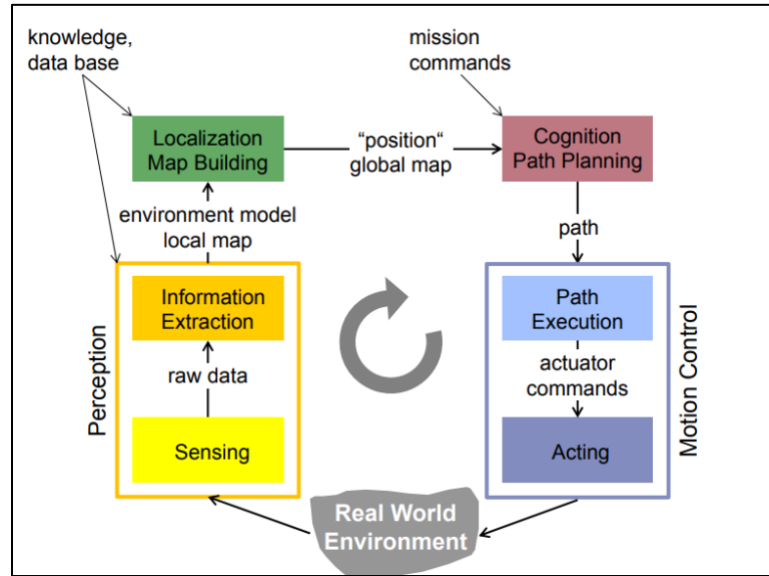 knowledge,
data base
mission
commands
Localization
Map Building
“position“
global map
Cognition
Path Planning
environment model
local map
path
Perception
Information
Extraction
raw data
Sensing
Path
Execution
actuator
commands
Acting
Motion Control
Real World
Environment